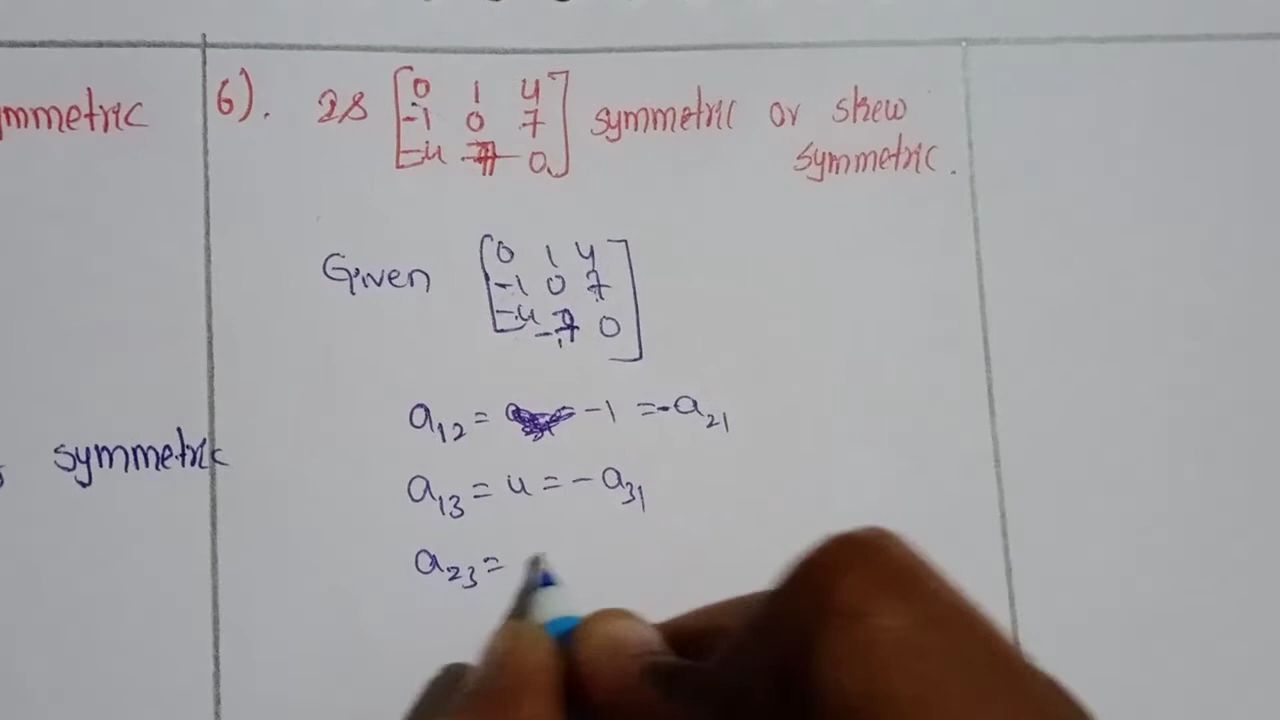 mmetric
6). Is [0 1 4
-1 0 7
-4 -7 0] symmetric or skew
symmetric.
Given [0 1 4
-1 0 7
-4 -7 0]
a12 = -1 = -a21
symmetric
a13 = 4 = -a31
a23 =